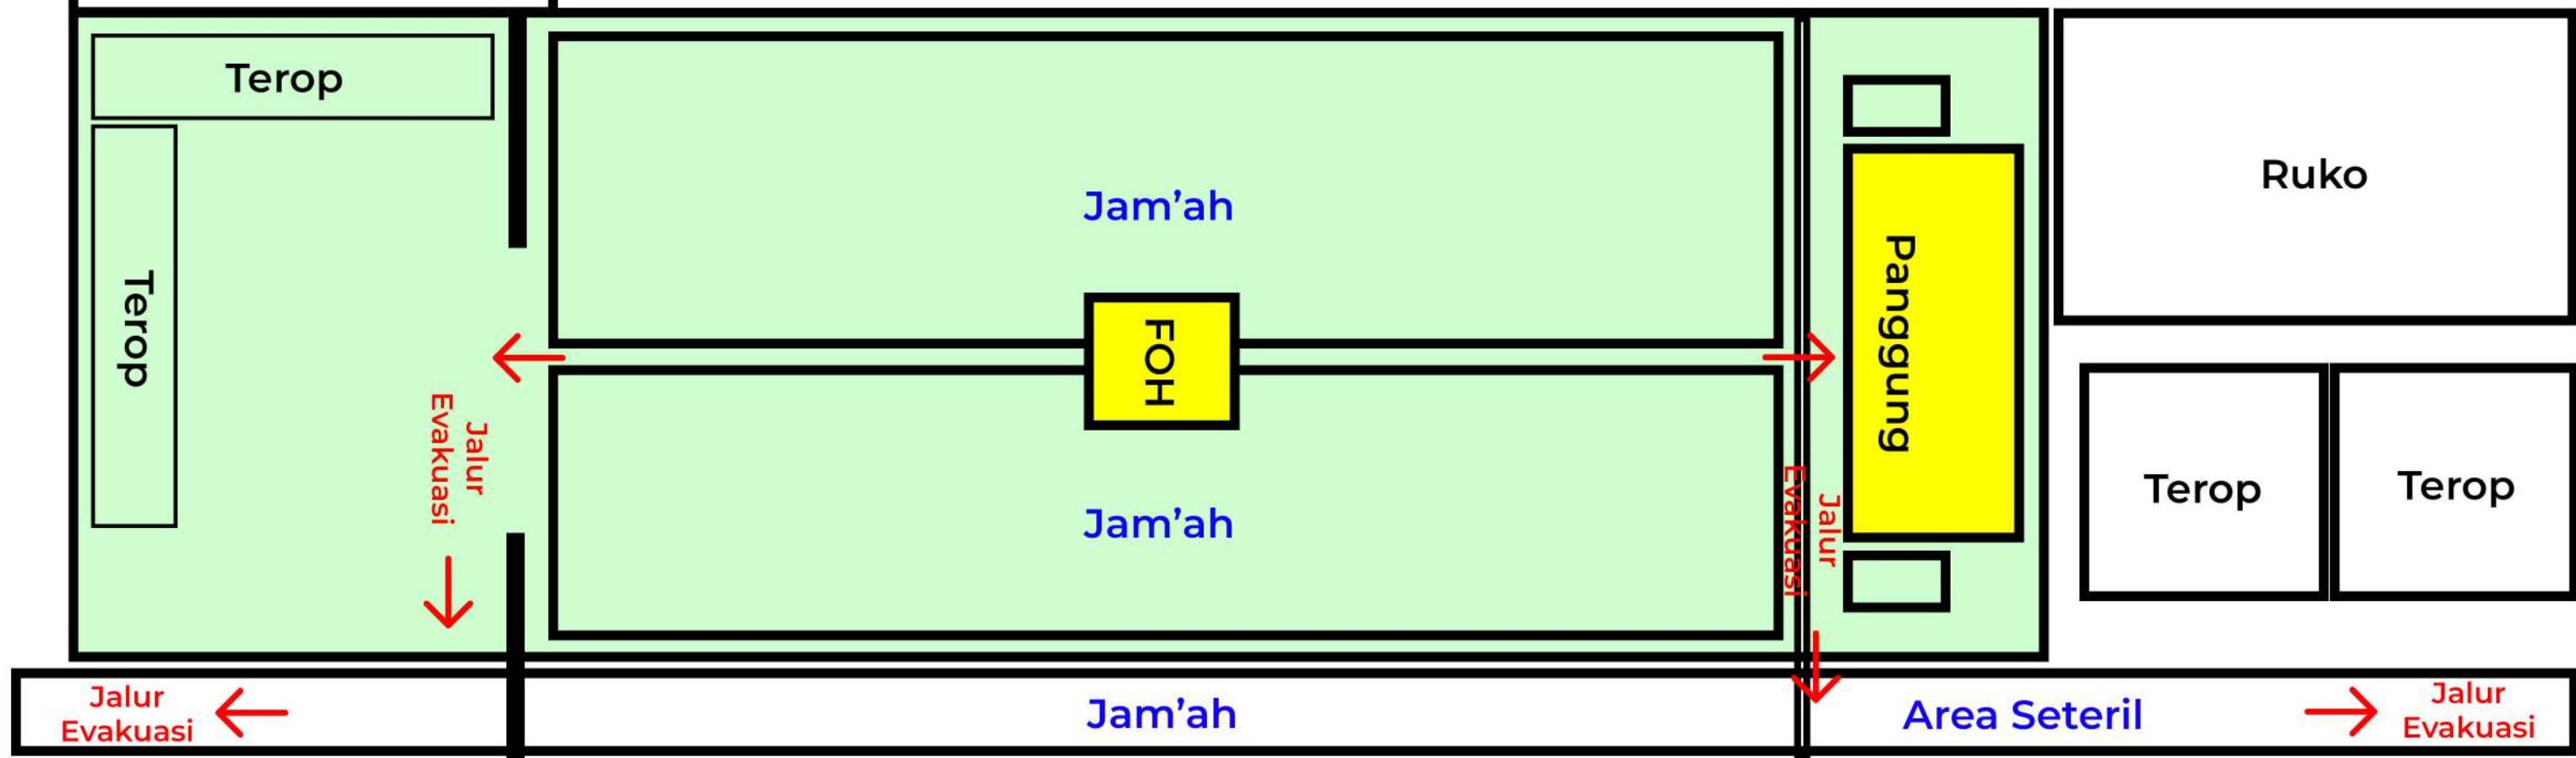 Terop
Terop
Jalur
Evakuasi
Jam’ah
FOH
Jam’ah
Jalur
Evakuasi
Panggung
Ruko
Terop
Terop
Jalur
Evakuasi
Jam’ah
Area Seteril
Jalur
Evakuasi